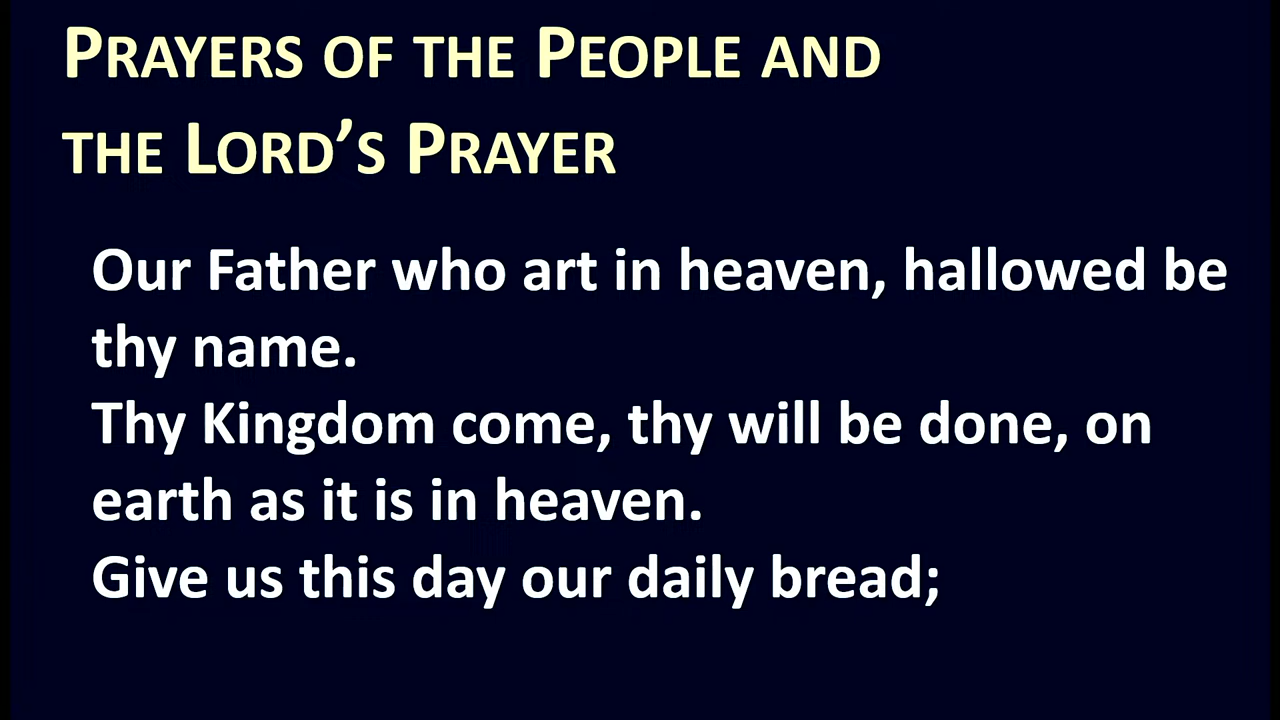 Prayers of the People and
the Lord’s Prayer
Our Father who art in heaven, hallowed be
thy name.
Thy Kingdom come, thy will be done, on
earth as it is in heaven.
Give us this day our daily bread;